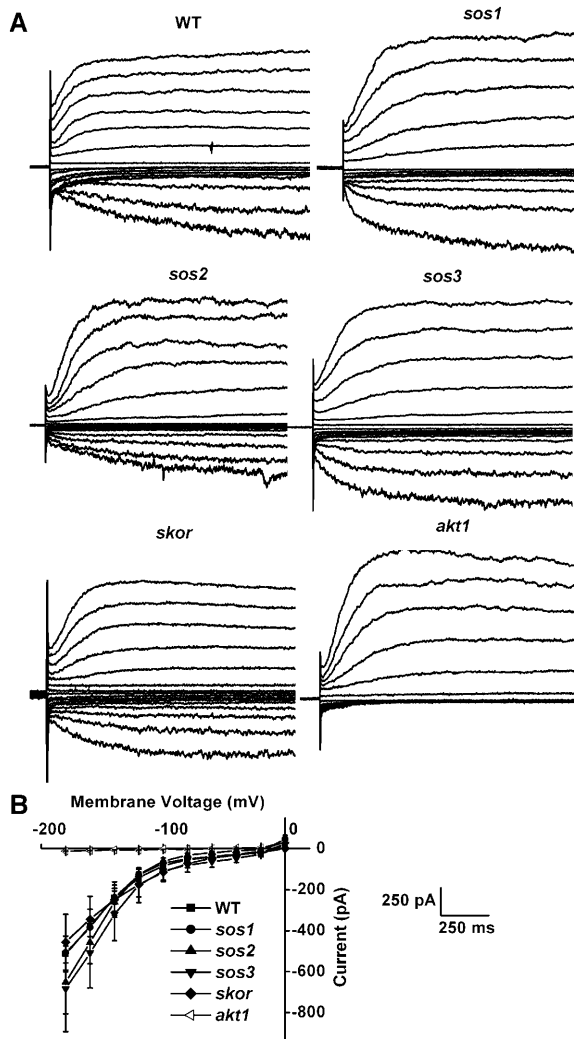 A
WT
sos1
sos2
sos3
skor
akt1
B
Membrane Voltage (mV)
-200
-100
0
0
-200
-400
-600
-800
Current (pA)
WT
sos1
sos2
sos3
skor
akt1
250 pA
250 ms